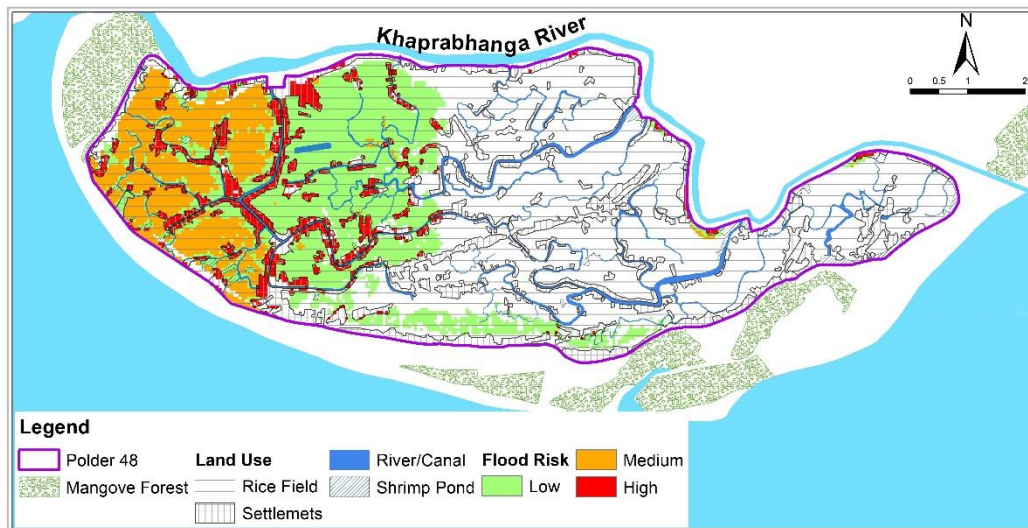 Khaprabhanga River
N
0 0.5 1 2
Legend
Polder 48
Mangove Forest
Land Use
Rice Field
Settlemets
River/Canal
Shrimp Pond
Flood Risk
Low
Medium
High